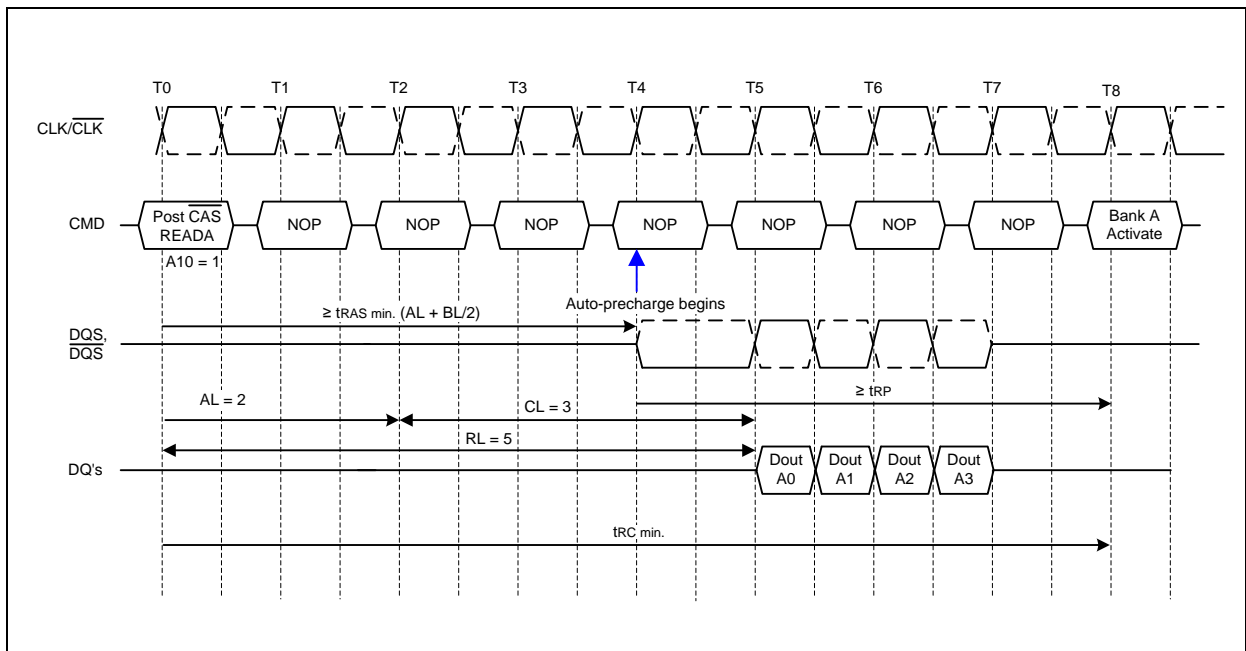 T0 T1 T2 T3 T4 T5 T6 T7 T8
CLK/CLK
CMD
Post CAS
READA
NOP NOP NOP NOP NOP NOP NOP
Bank A
Activate
A10 = 1
Auto-precharge begins
≥ tRAS min. (AL + BL/2)
DQS,
DQS
≥ tRP
AL = 2
CL = 3
RL = 5
DQ's
Dout
A0
Dout
A1
Dout
A2
Dout
A3
tRC min.